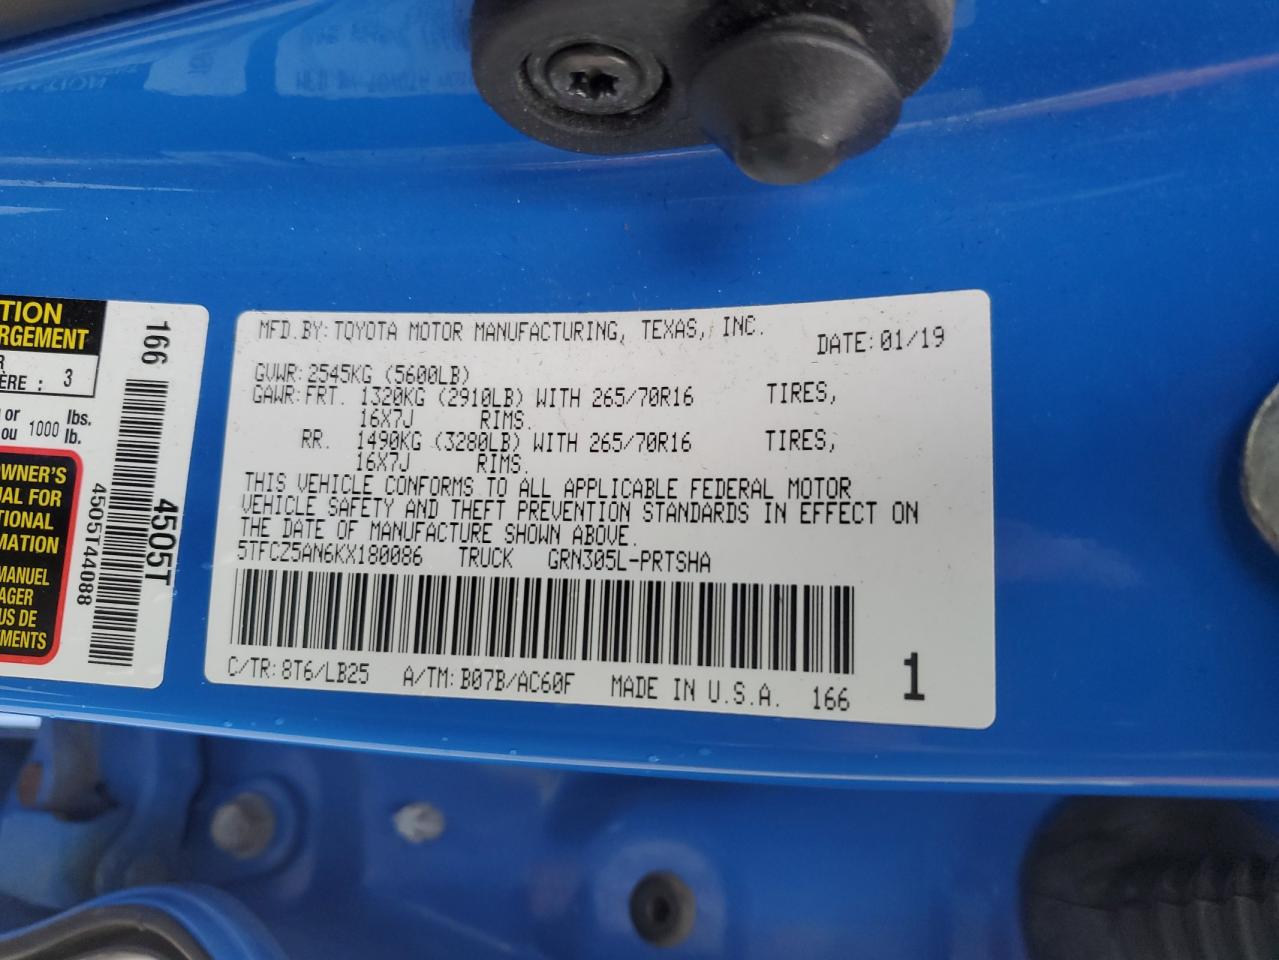 TION
RGEMENT
R
ÈRE : 3
or
ou 1000 lbs.
lb.
OWNER'S
UAL FOR
TIONAL
MATION
MANUEL
AGER
US DE
MENTS
166
4505T
4505T44088
MFD.BY:TOYOTA MOTOR MANUFACTURING, TEXAS, INC.
DATE:01/19
GVWR:2545KG (5600LB)
GAWR:FRT. 1320KG (2910LB) WITH 265/70R16 TIRES,
16X7J RIMS.
RR. 1490KG (3280LB) WITH 265/70R16 TIRES,
16X7J RIMS.
THIS VEHICLE CONFORMS TO ALL APPLICABLE FEDERAL MOTOR
VEHICLE SAFETY AND THEFT PREVENTION STANDARDS IN EFFECT ON
THE DATE OF MANUFACTURE SHOWN ABOVE.
5TFCZ5AN6KX180086 TRUCK GRN305L-PRTSHA
C/TR:8T6/LB25 A/TM:B07B/AC60F MADE IN U.S.A. 166
1